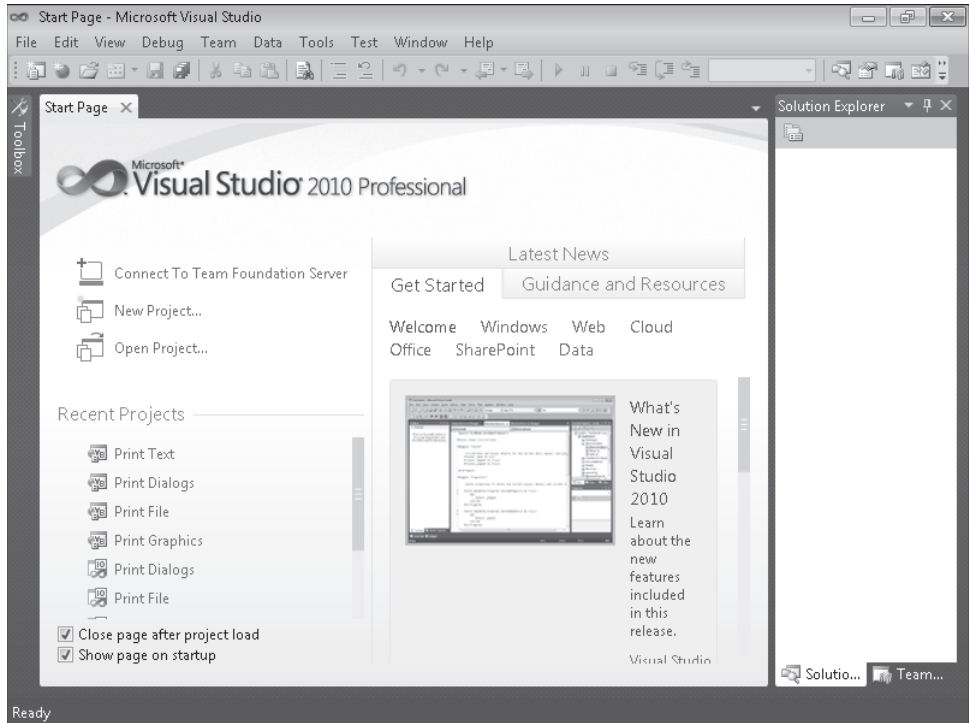 Start Page - Microsoft Visual Studio
File Edit View Debug Team Data Tools Test Window Help
Toolbox
Start Page
Microsoft
Visual Studio 2010 Professional
Connect To Team Foundation Server
New Project...
Open Project...
Recent Projects
Print Text
Print Dialogs
Print File
Print Graphics
Print Dialogs
Print File
Close page after project load
Show page on startup
Latest News
Get Started Guidance and Resources
Welcome Windows Web Cloud
Office SharePoint Data
What's
New in
Visual
Studio
2010
Learn
about the
new
features
included
in this
release.
Visual Studio
Solution Explorer
Solutio... Team...
Ready